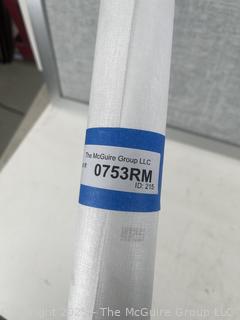 The McGuire Group LLC
0753RM
ID: 215
The McGuire Group LLC